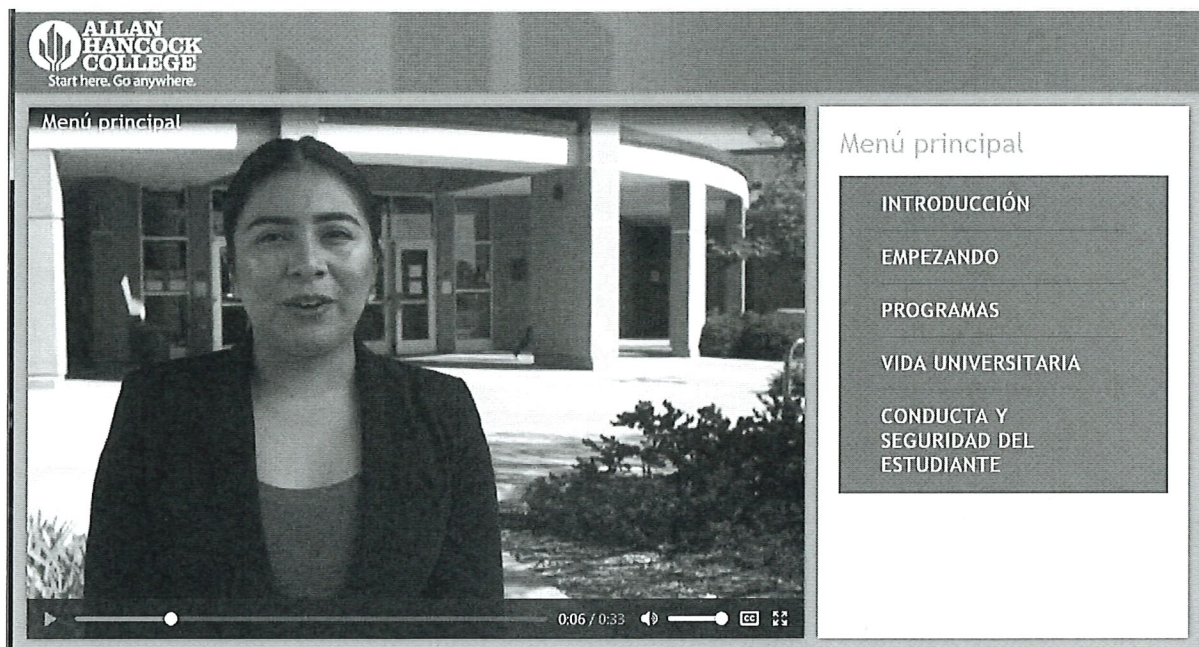 ALLAN
HANCOCK
COLLEGE
Start here. Go anywhere.
Menú principal
0:06 / 0:33
CC
Menú principal
INTRODUCCIÓN
EMPEZANDO
PROGRAMAS
VIDA UNIVERSITARIA
CONDUCTA Y
SEGURIDAD DEL
ESTUDIANTE